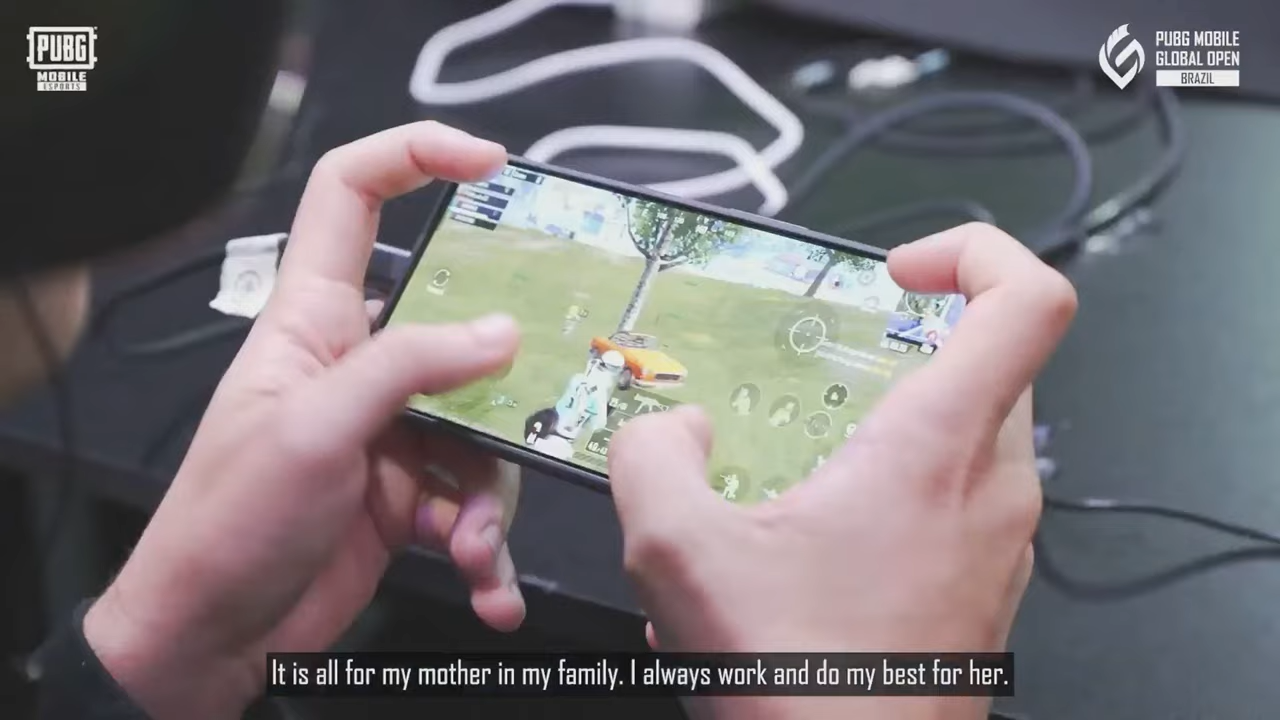 PUBG
MOBILE
ESPORTS
PUBG MOBILE
GLOBAL OPEN
BRAZIL
It is all for my mother in my family. I always work and do my best for her.